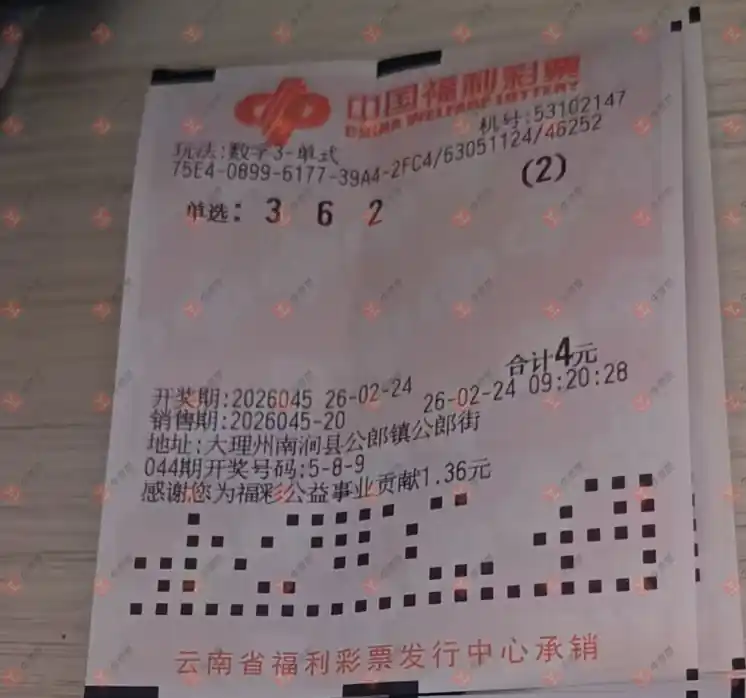 中国福利彩票
CHINA WELFARE LOTTERY
机号:53102147
玩法:数字3-单式
75E4-0899-6177-39A4-2FC4/63051124/46252
(2)
单选: 3 6 2
合计4元
开奖期:2026045 26-02-24 26-02-24 09:20:28
销售期:2026045-20
地址:大理州南涧县公郎镇公郎街
044期开奖号码:5-8-9
感谢您为福彩公益事业贡献1.36元
云南省福利彩票发行中心承销